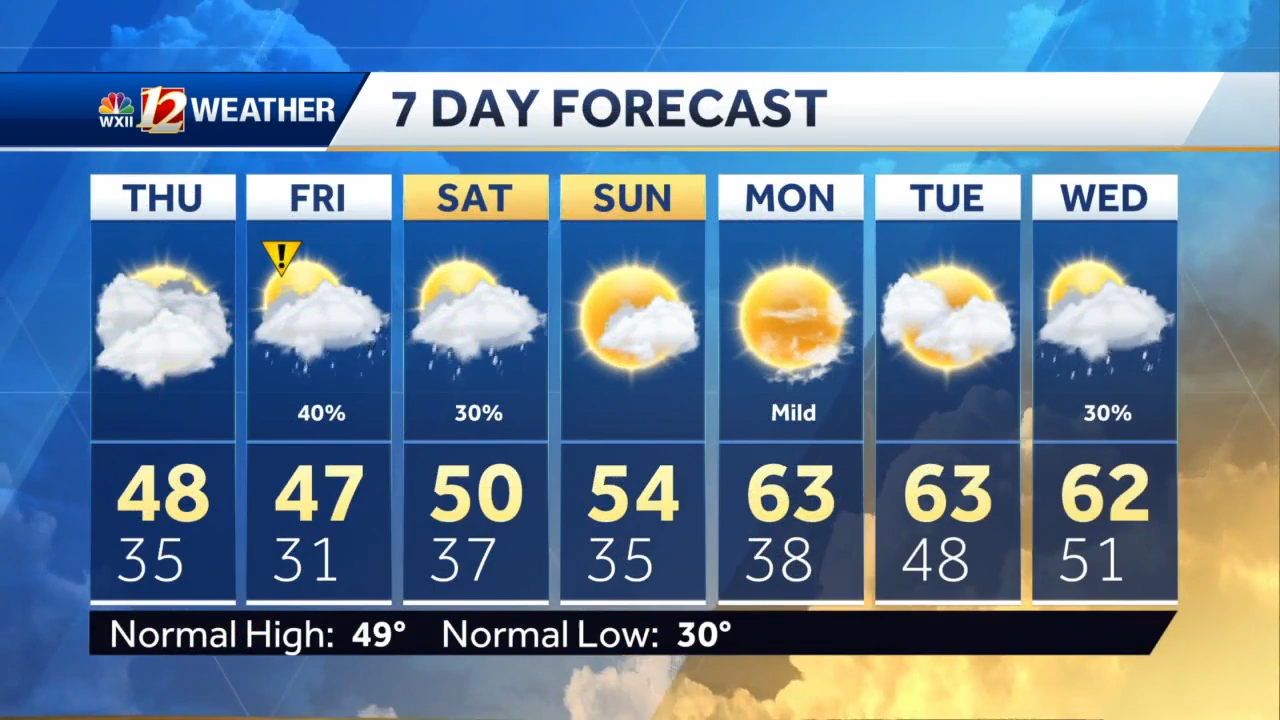 WXII 12 WEATHER
7 DAY FORECAST
THU FRI SAT SUN MON TUE WED
!
40% 30% Mild 30%
48 47 50 54 63 63 62
35 31 37 35 38 48 51
Normal High: 49° Normal Low: 30°